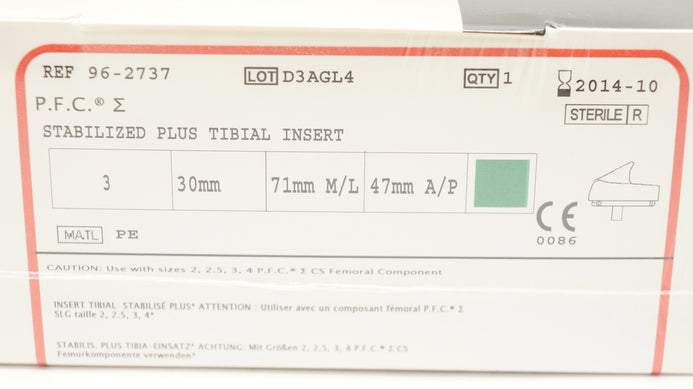 REF 96-2737 LOT D3AGL4 QTY 1 2014-10
P.F.C.® Σ STERILE R
STABILIZED PLUS TIBIAL INSERT
3 30mm 71mm M/L 47mm A/P
CE
0086
MATL PE
CAUTION: Use with sizes 2, 2.5, 3, 4 P.F.C.® Σ CS Femoral Component
INSERT TIBIAL STABILISÉ PLUS* ATTENTION : Utiliser avec un composant fémoral P.F.C.® Σ
SLG taille 2, 2.5, 3, 4*
STABILIS. PLUS TIBIA-EINSATZ* ACHTUNG: Mit Größen 2, 2.5, 3, 4 P.F.C.® Σ CS
Femurkomponente verwenden*